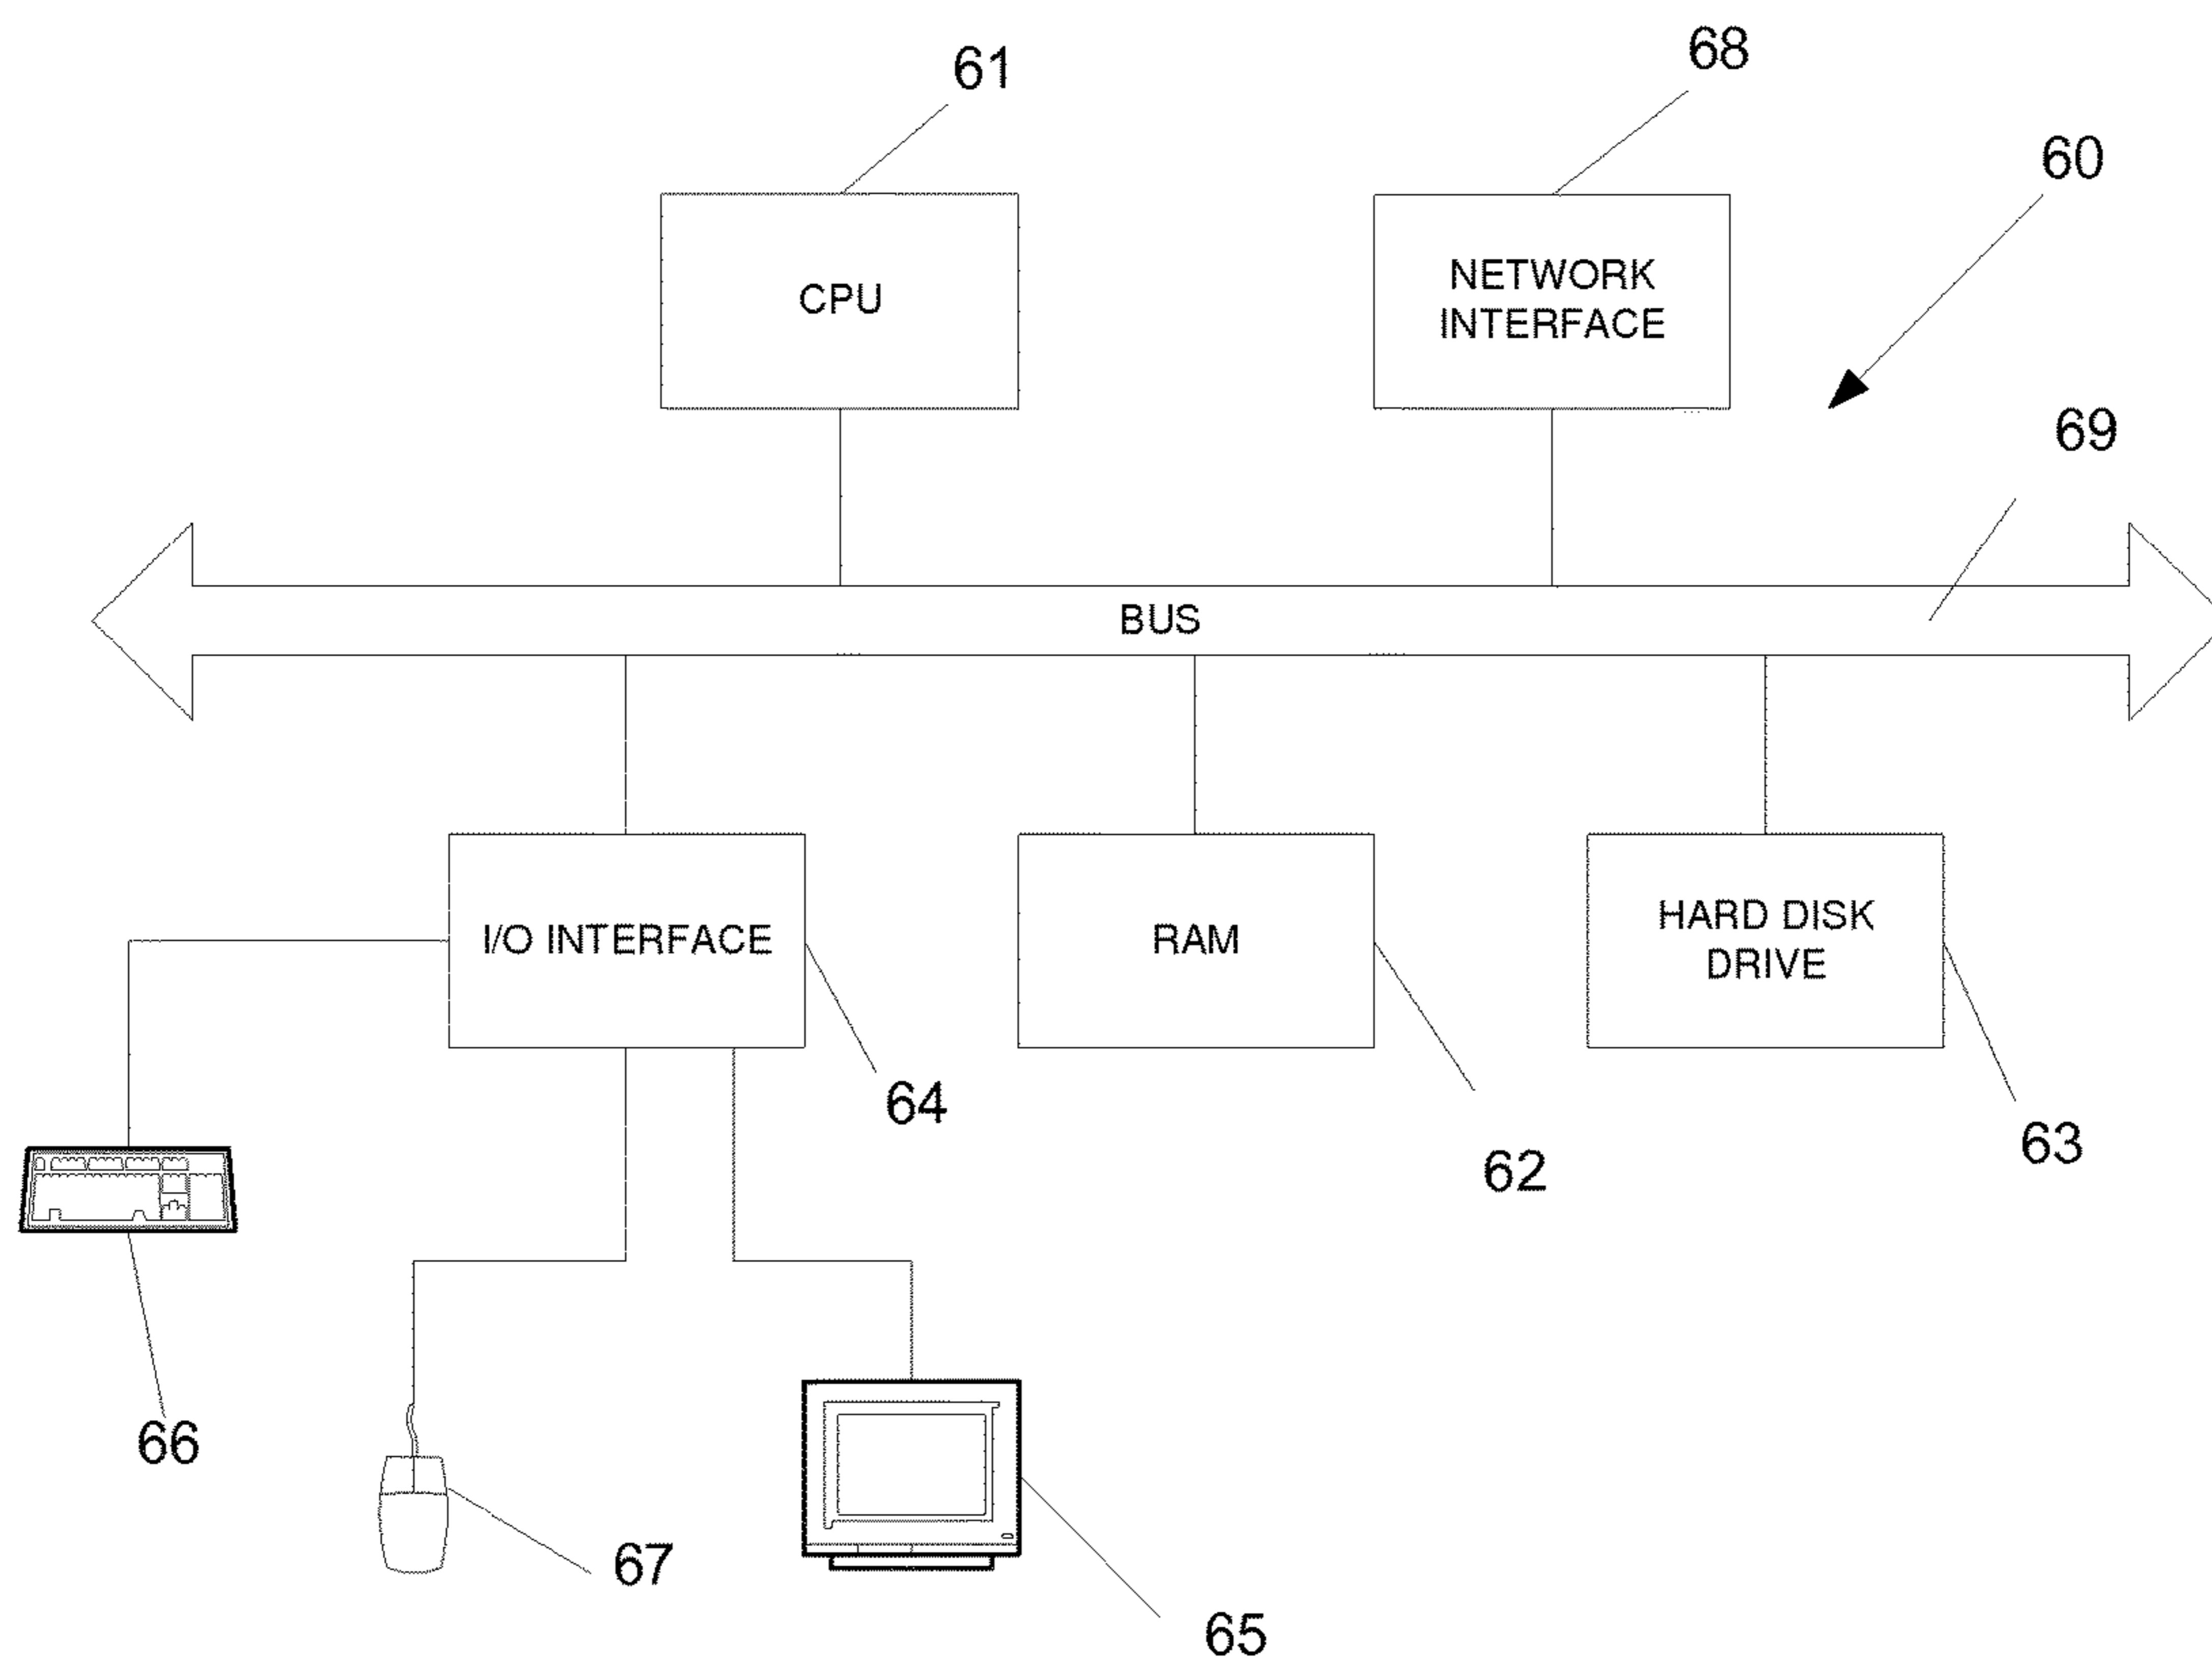 61
68
60
CPU
NETWORK
INTERFACE
69
BUS
I/O INTERFACE
RAM
HARD DISK
DRIVE
64
62
63
66
67
65